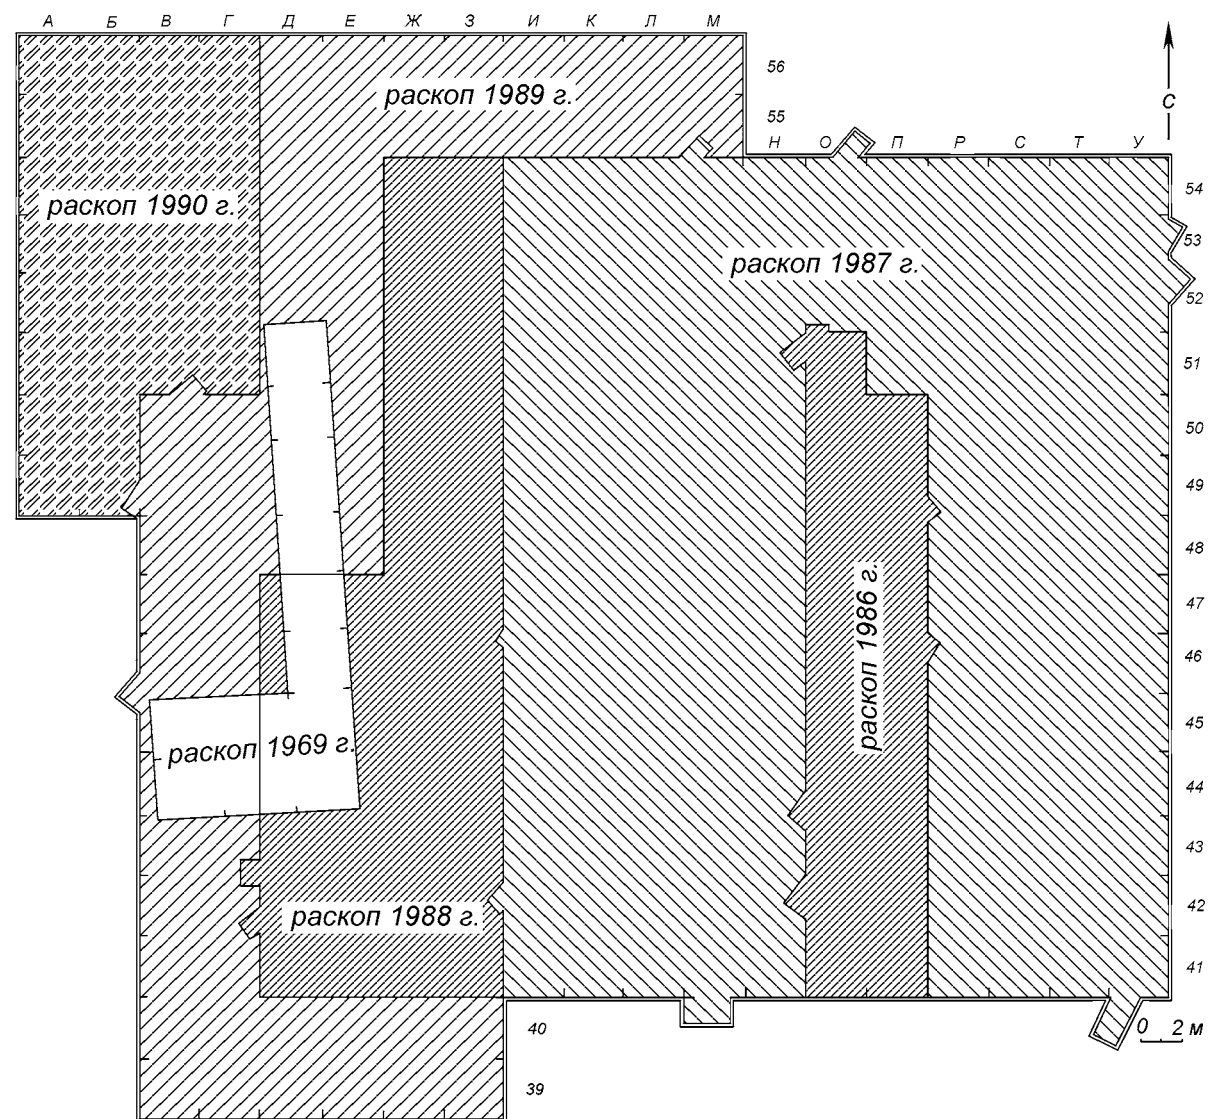 А Б В Г Д Е Ж З И К Л М
56
раскоп 1989 г.
55
С
Н О П Р С Т У
54
раскоп 1990 г.
53
раскоп 1987 г.
52
51
50
49
48
47
раскоп 1986 г.
46
45
раскоп 1969 г.
44
43
42
раскоп 1988 г.
41
40
0 2 м
39